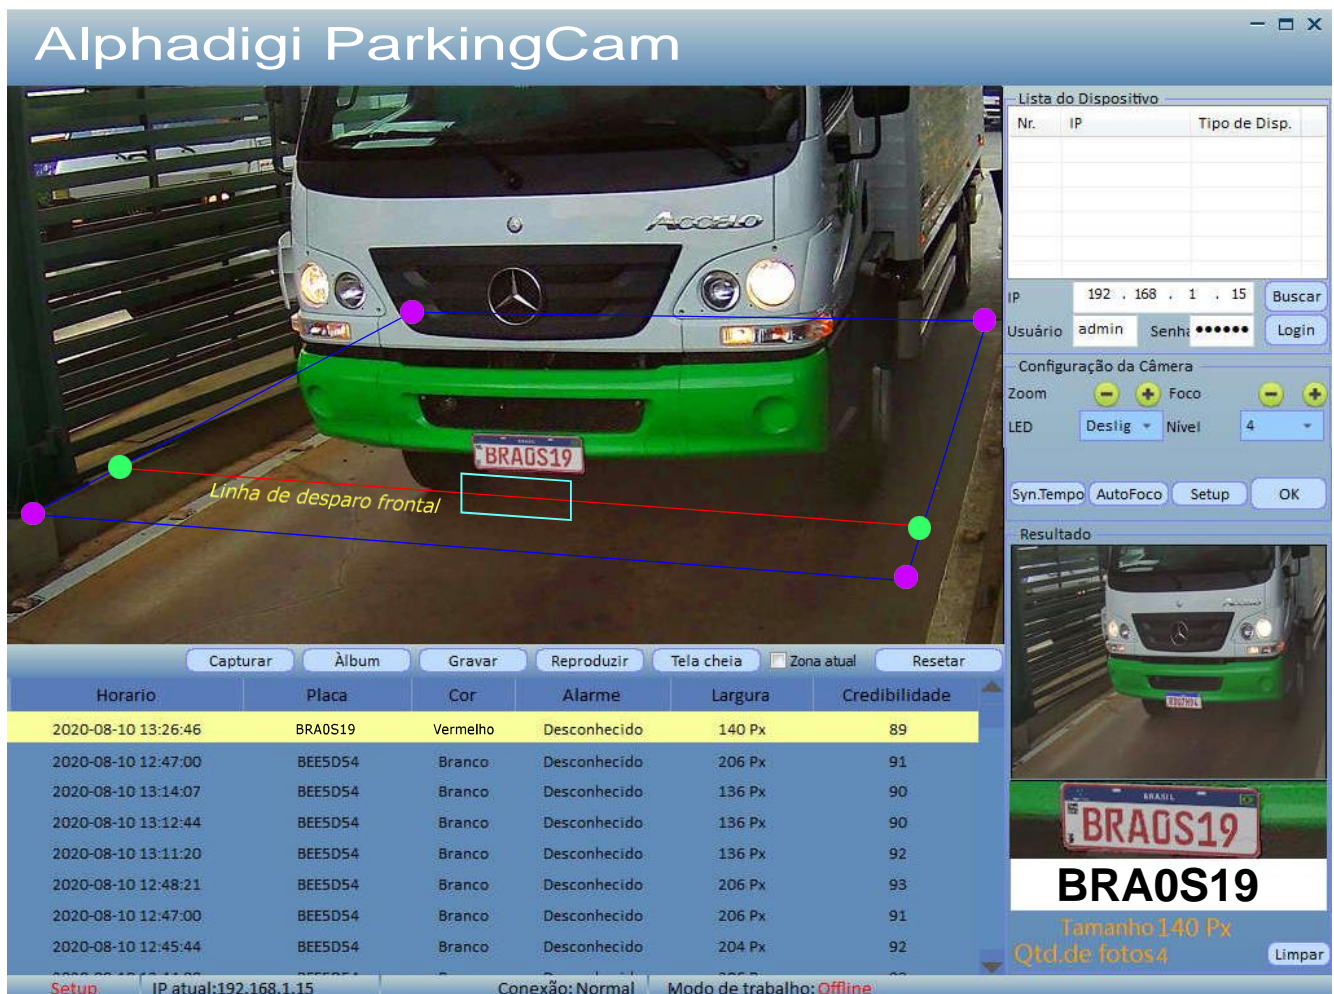 Alphadigi ParkingCam
ACCELO
BRASIL
BRA0S19
Linha de desparo frontal
Lista do Dispositivo
Nr. IP Tipo de Disp.
IP 192 . 168 . 1 . 15 Buscar
Usuário admin Senha •••••• Login
Configuração da Câmera
Zoom − + Foco − +
LED Deslig Nível 4
Syn.Tempo AutoFoco Setup OK
Resultado
BRASIL
BRA0S19
BRA0S19
Tamanho 140 Px
Qtd.de fotos 4
Limpar
Capturar Àlbum Gravar Reproduzir Tela cheia Zona atual Resetar
Horario Placa Cor Alarme Largura Credibilidade
2020-08-10 13:26:46 BRA0S19 Vermelho Desconhecido 140 Px 89
2020-08-10 12:47:00 BEE5D54 Branco Desconhecido 206 Px 91
2020-08-10 13:14:07 BEE5D54 Branco Desconhecido 136 Px 90
2020-08-10 13:12:44 BEE5D54 Branco Desconhecido 136 Px 90
2020-08-10 13:11:20 BEE5D54 Branco Desconhecido 136 Px 92
2020-08-10 12:48:21 BEE5D54 Branco Desconhecido 206 Px 93
2020-08-10 12:47:00 BEE5D54 Branco Desconhecido 206 Px 91
2020-08-10 12:45:44 BEE5D54 Branco Desconhecido 204 Px 92
Setup IP atual:192.168.1.15 Conexão: Normal Modo de trabalho: Offline